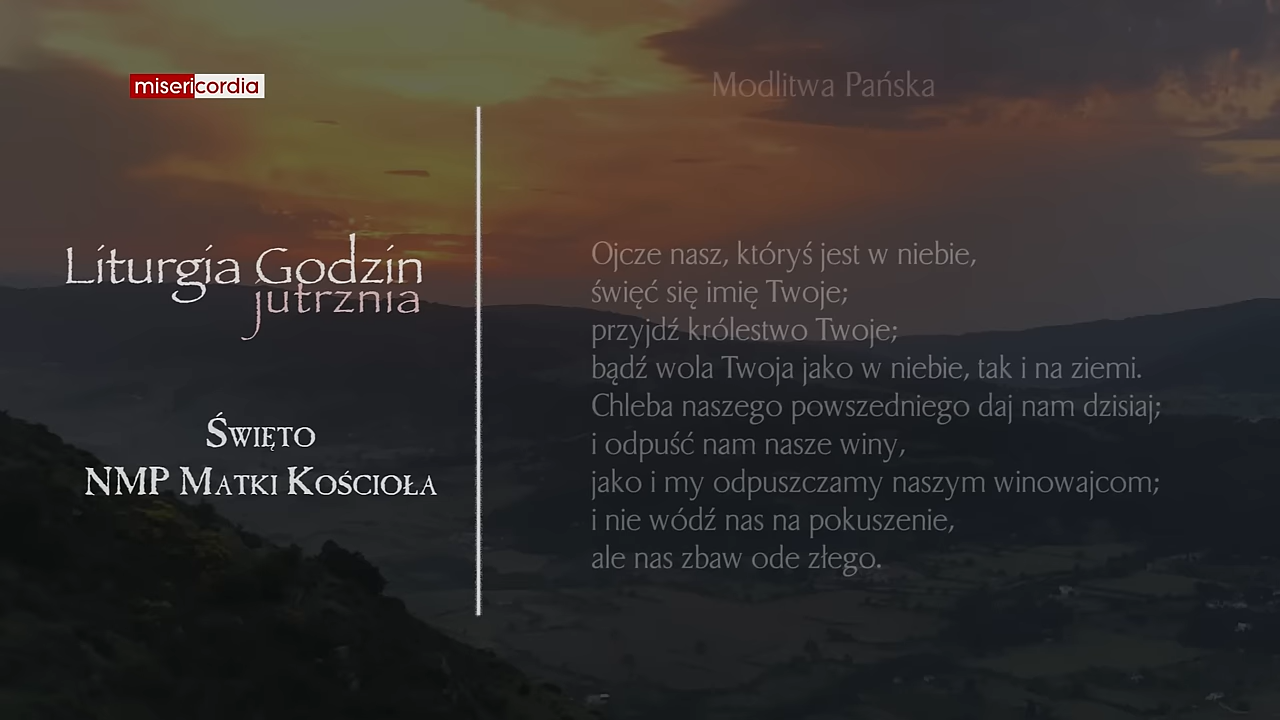 misericordia
Liturgia Godzin
jutrznia
Święto
NMP Matki Kościoła
Modlitwa Pańska
Ojcze nasz, któryś jest w niebie,
święć się imię Twoje;
przyjdź królestwo Twoje;
bądź wola Twoja jako w niebie, tak i na ziemi.
Chleba naszego powszedniego daj nam dzisiaj;
i odpuść nam nasze winy,
jako i my odpuszczamy naszym winowajcom;
i nie wódź nas na pokuszenie,
ale nas zbaw ode złego.